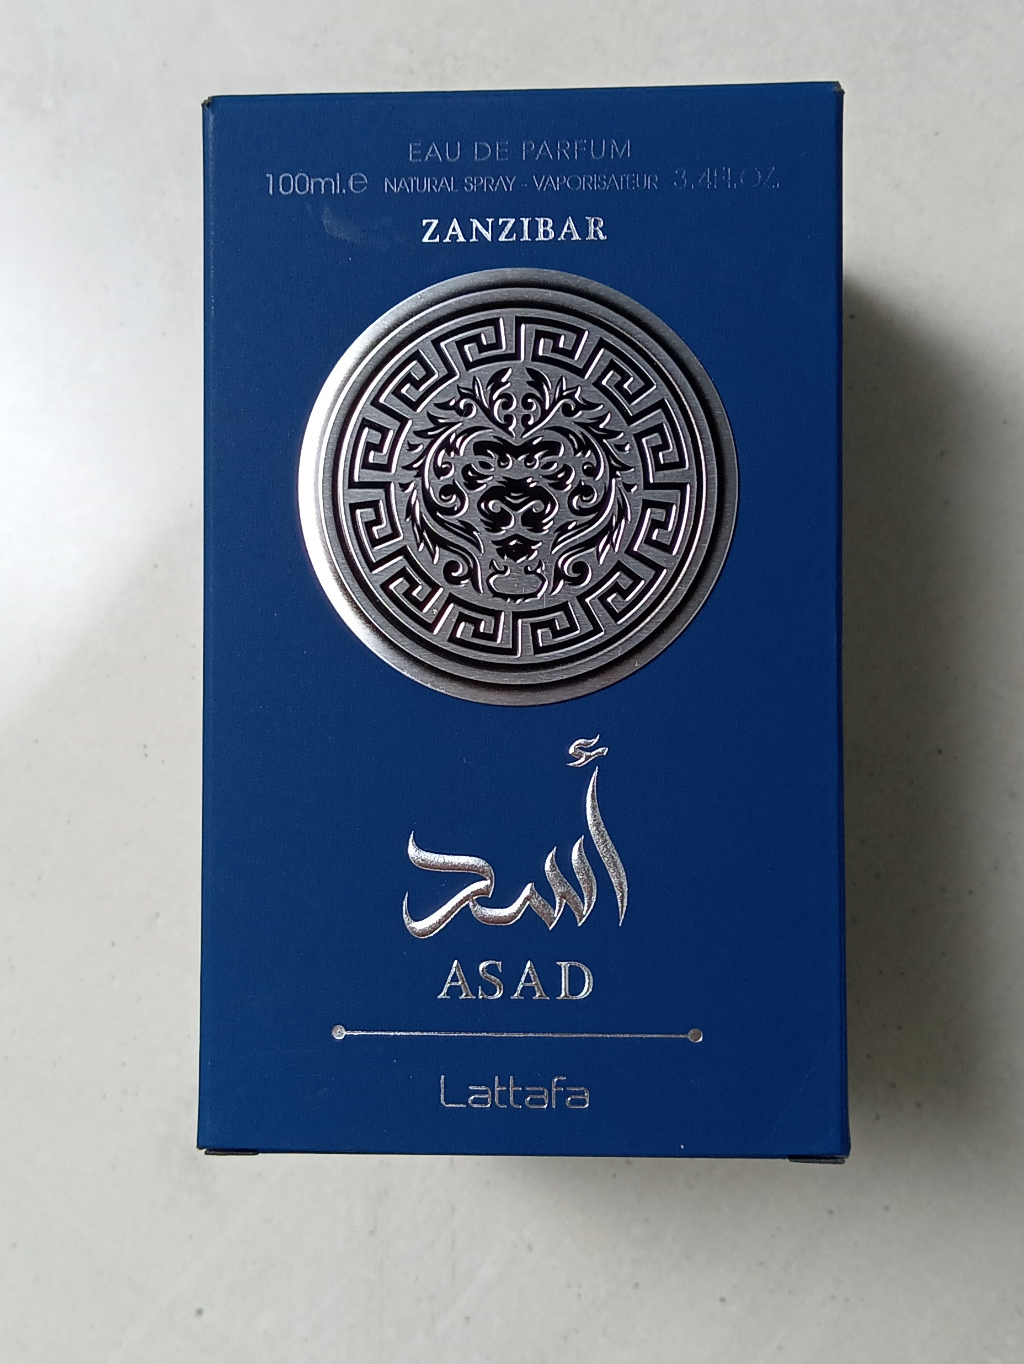 EAU DE PARFUM
100ml.e NATURAL SPRAY - VAPORISATEUR 3.4FL.OZ.
ZANZIBAR
أسد
ASAD
Lattafa